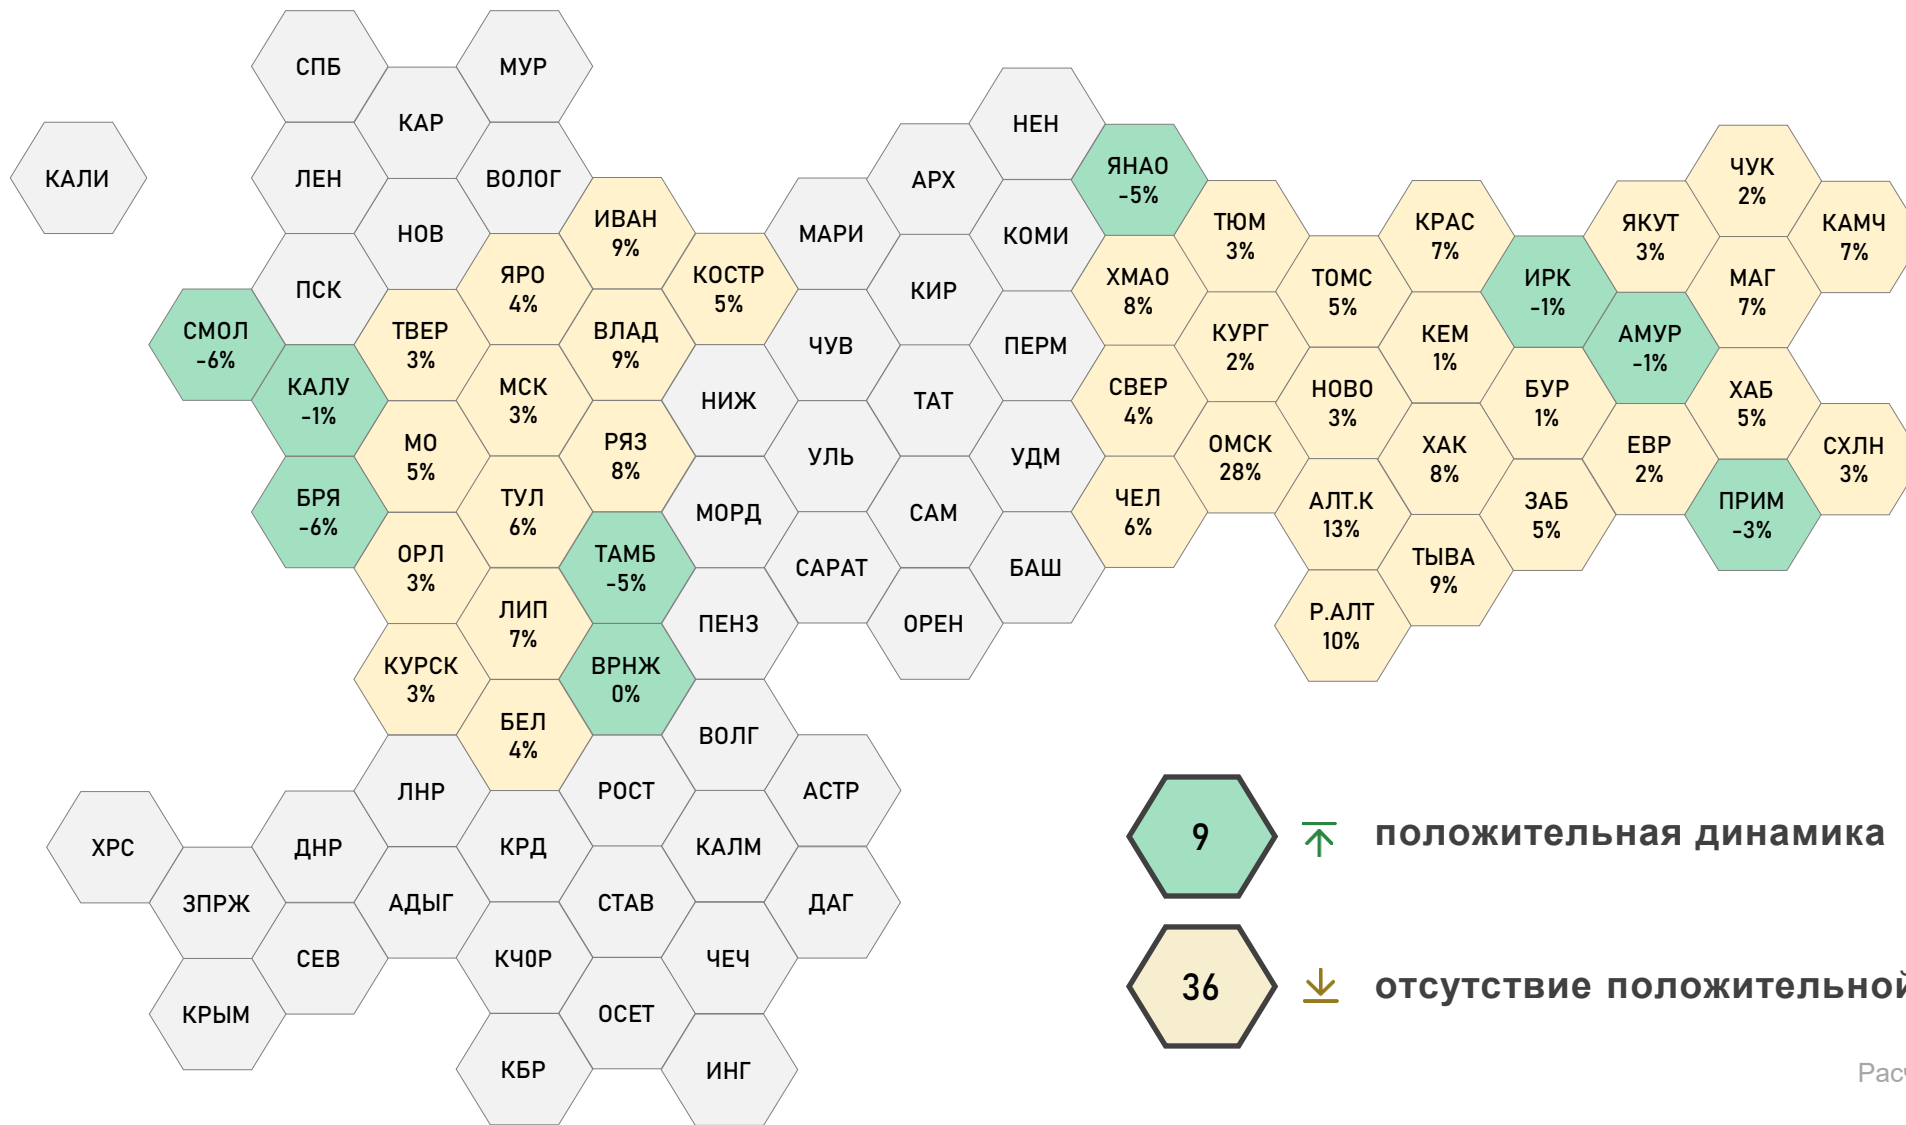 СПБ
МУР
КАР
НЕН
КАЛИ
ЛЕН
ВОЛОГ
АРХ
ЯНАО
-5%
ЧУК
2%
ИВАН
9%
НОВ
МАРИ
КОМИ
ТЮМ
3%
КРАС
7%
ЯКУТ
3%
КАМЧ
7%
ПСК
ЯРО
4%
КОСТР
5%
КИР
ХМАО
8%
ТОМС
5%
ИРК
-1%
МАГ
7%
СМОЛ
-6%
ТВЕР
3%
ВЛАД
9%
ЧУВ
ПЕРМ
КУРГ
2%
КЕМ
1%
АМУР
-1%
КАЛУ
-1%
МСК
3%
НИЖ
ТАТ
СВЕР
4%
НОВО
3%
БУР
1%
ХАБ
5%
МО
5%
РЯЗ
8%
УЛЬ
УДМ
ОМСК
28%
ХАК
8%
ЕВР
2%
СХЛН
3%
БРЯ
-6%
ТУЛ
6%
МОРД
САМ
ЧЕЛ
6%
АЛТ.К
13%
ЗАБ
5%
ПРИМ
-3%
ОРЛ
3%
ТАМБ
-5%
САРАТ
БАШ
ТЫВА
9%
ЛИП
7%
ПЕНЗ
ОРЕН
Р.АЛТ
10%
КУРСК
3%
ВРНЖ
0%
БЕЛ
4%
ВОЛГ
ЛНР
РОСТ
АСТР
ХРС
ДНР
КРД
КАЛМ
9
положительная динамика
ЗПРЖ
АДЫГ
СТАВ
ДАГ
СЕВ
КЧ0Р
ЧЕЧ
36
отсутствие положительной
КРЫМ
ОСЕТ
КБР
ИНГ